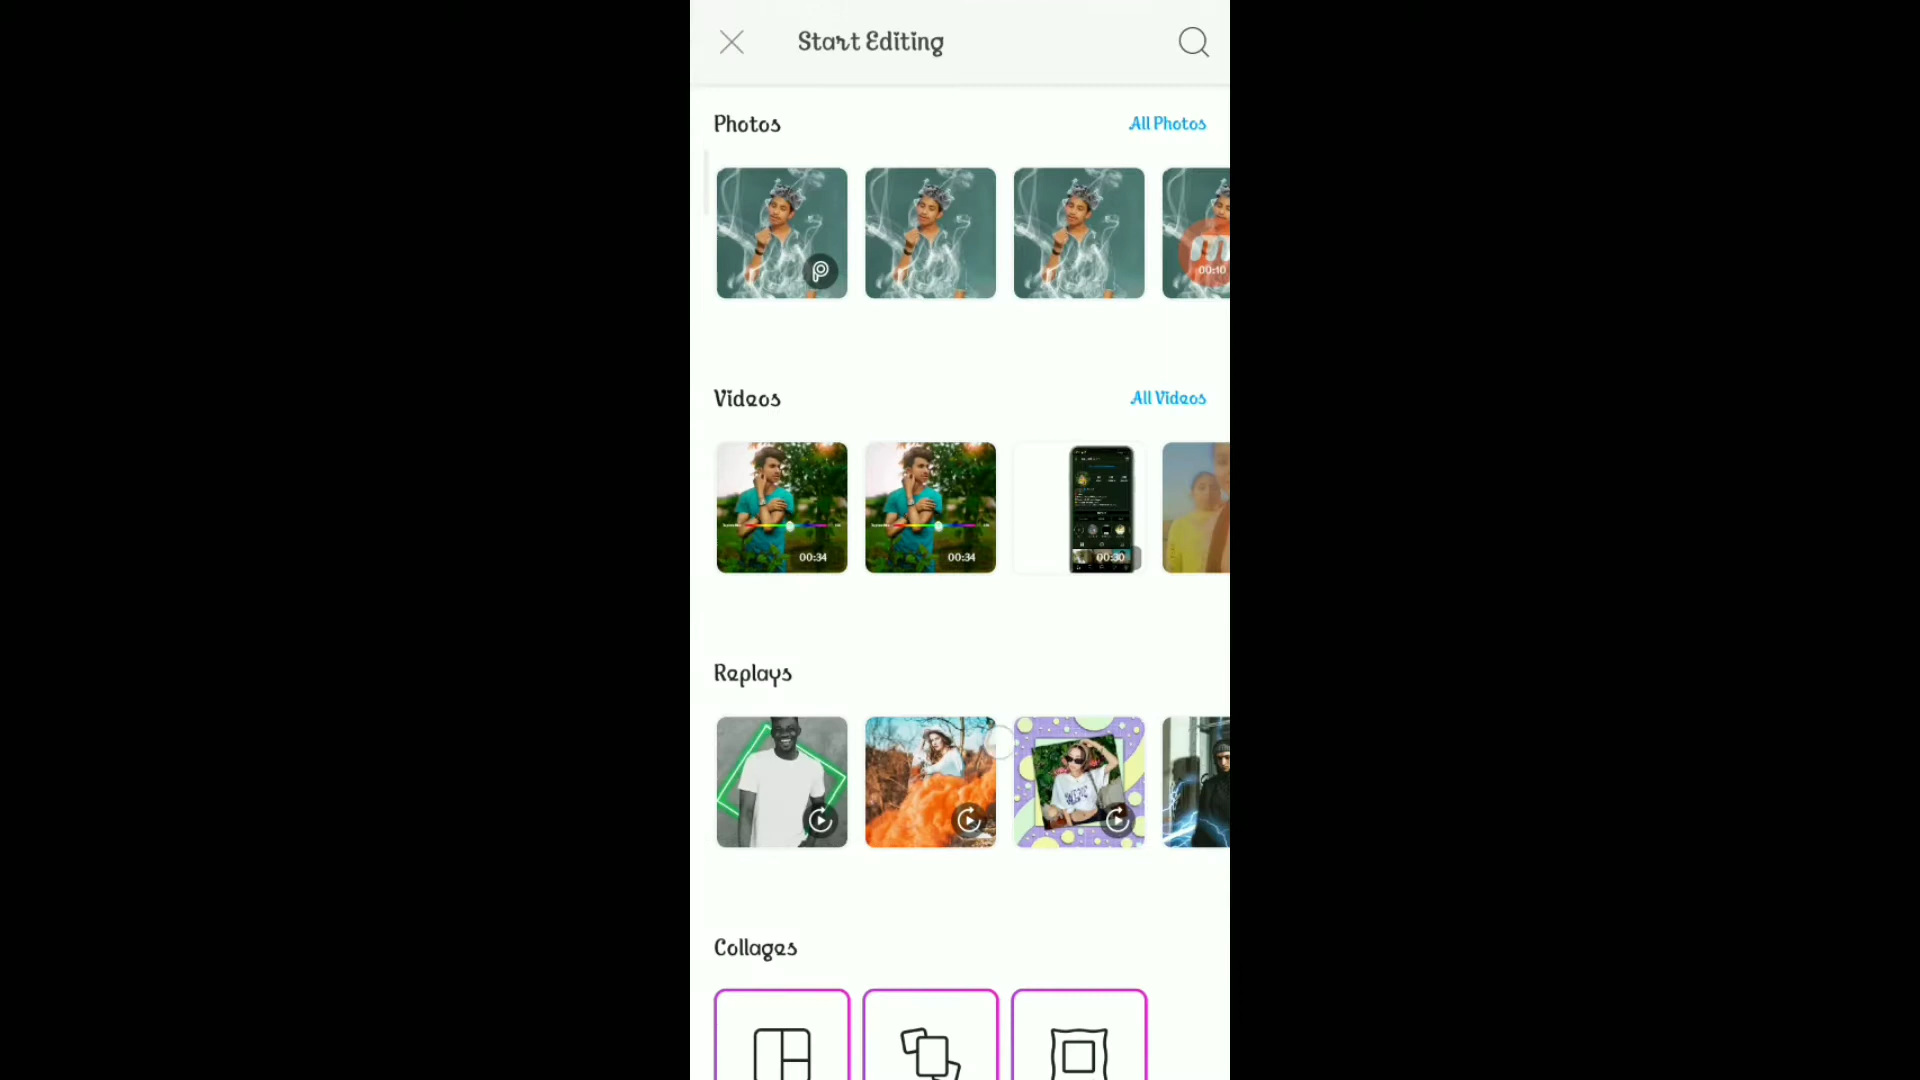 Start Editing
Photos
All Photos
00:10
Videos
All Videos
00:34
00:34
00:30
Replays
Collages